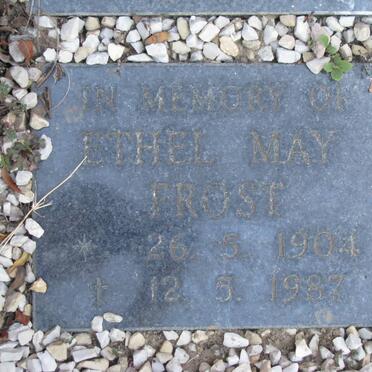 IN MEMORY OF
ETHEL MAY
FROST
* 26. 5. 1904
† 12. 5. 1987